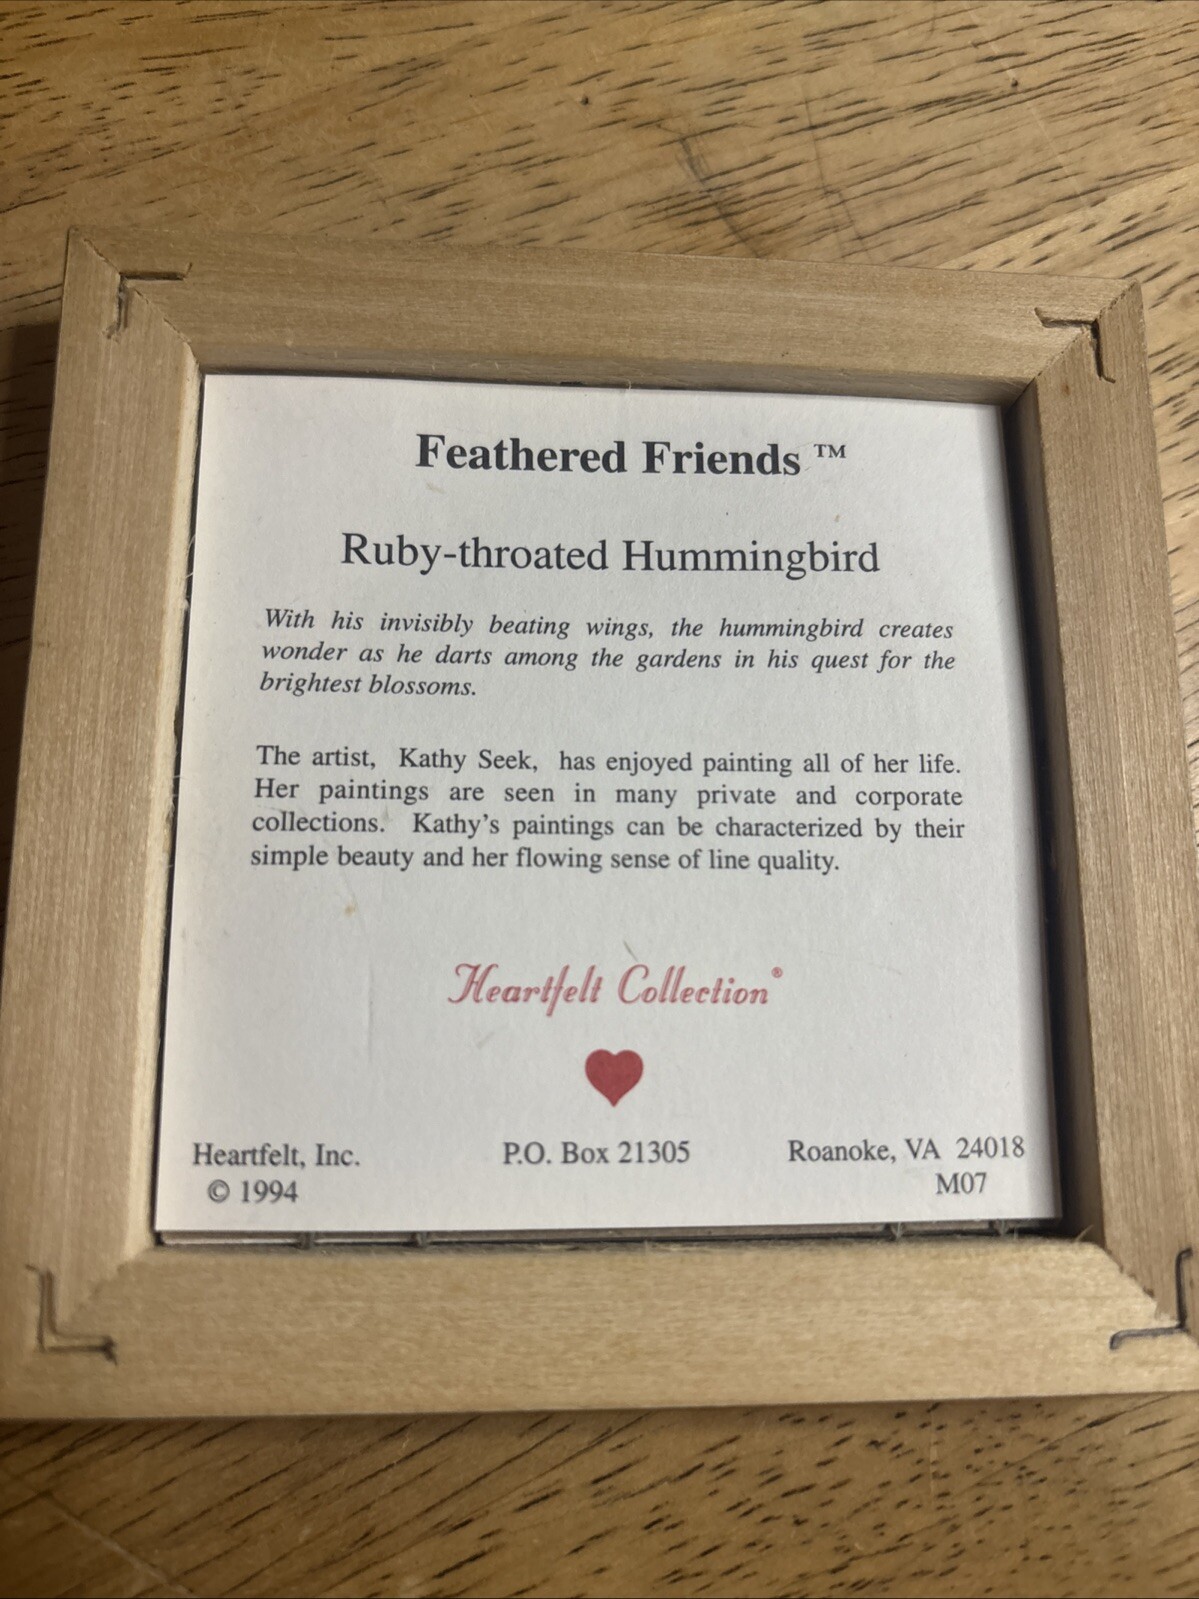 Feathered Friends ™
Ruby-throated Hummingbird
With his invisibly beating wings, the hummingbird creates
wonder as he darts among the gardens in his quest for the
brightest blossoms.
The artist, Kathy Seek, has enjoyed painting all of her life.
Her paintings are seen in many private and corporate
collections. Kathy's paintings can be characterized by their
simple beauty and her flowing sense of line quality.
Heartfelt Collection®
Heartfelt, Inc. P.O. Box 21305 Roanoke, VA 24018
© 1994 M07